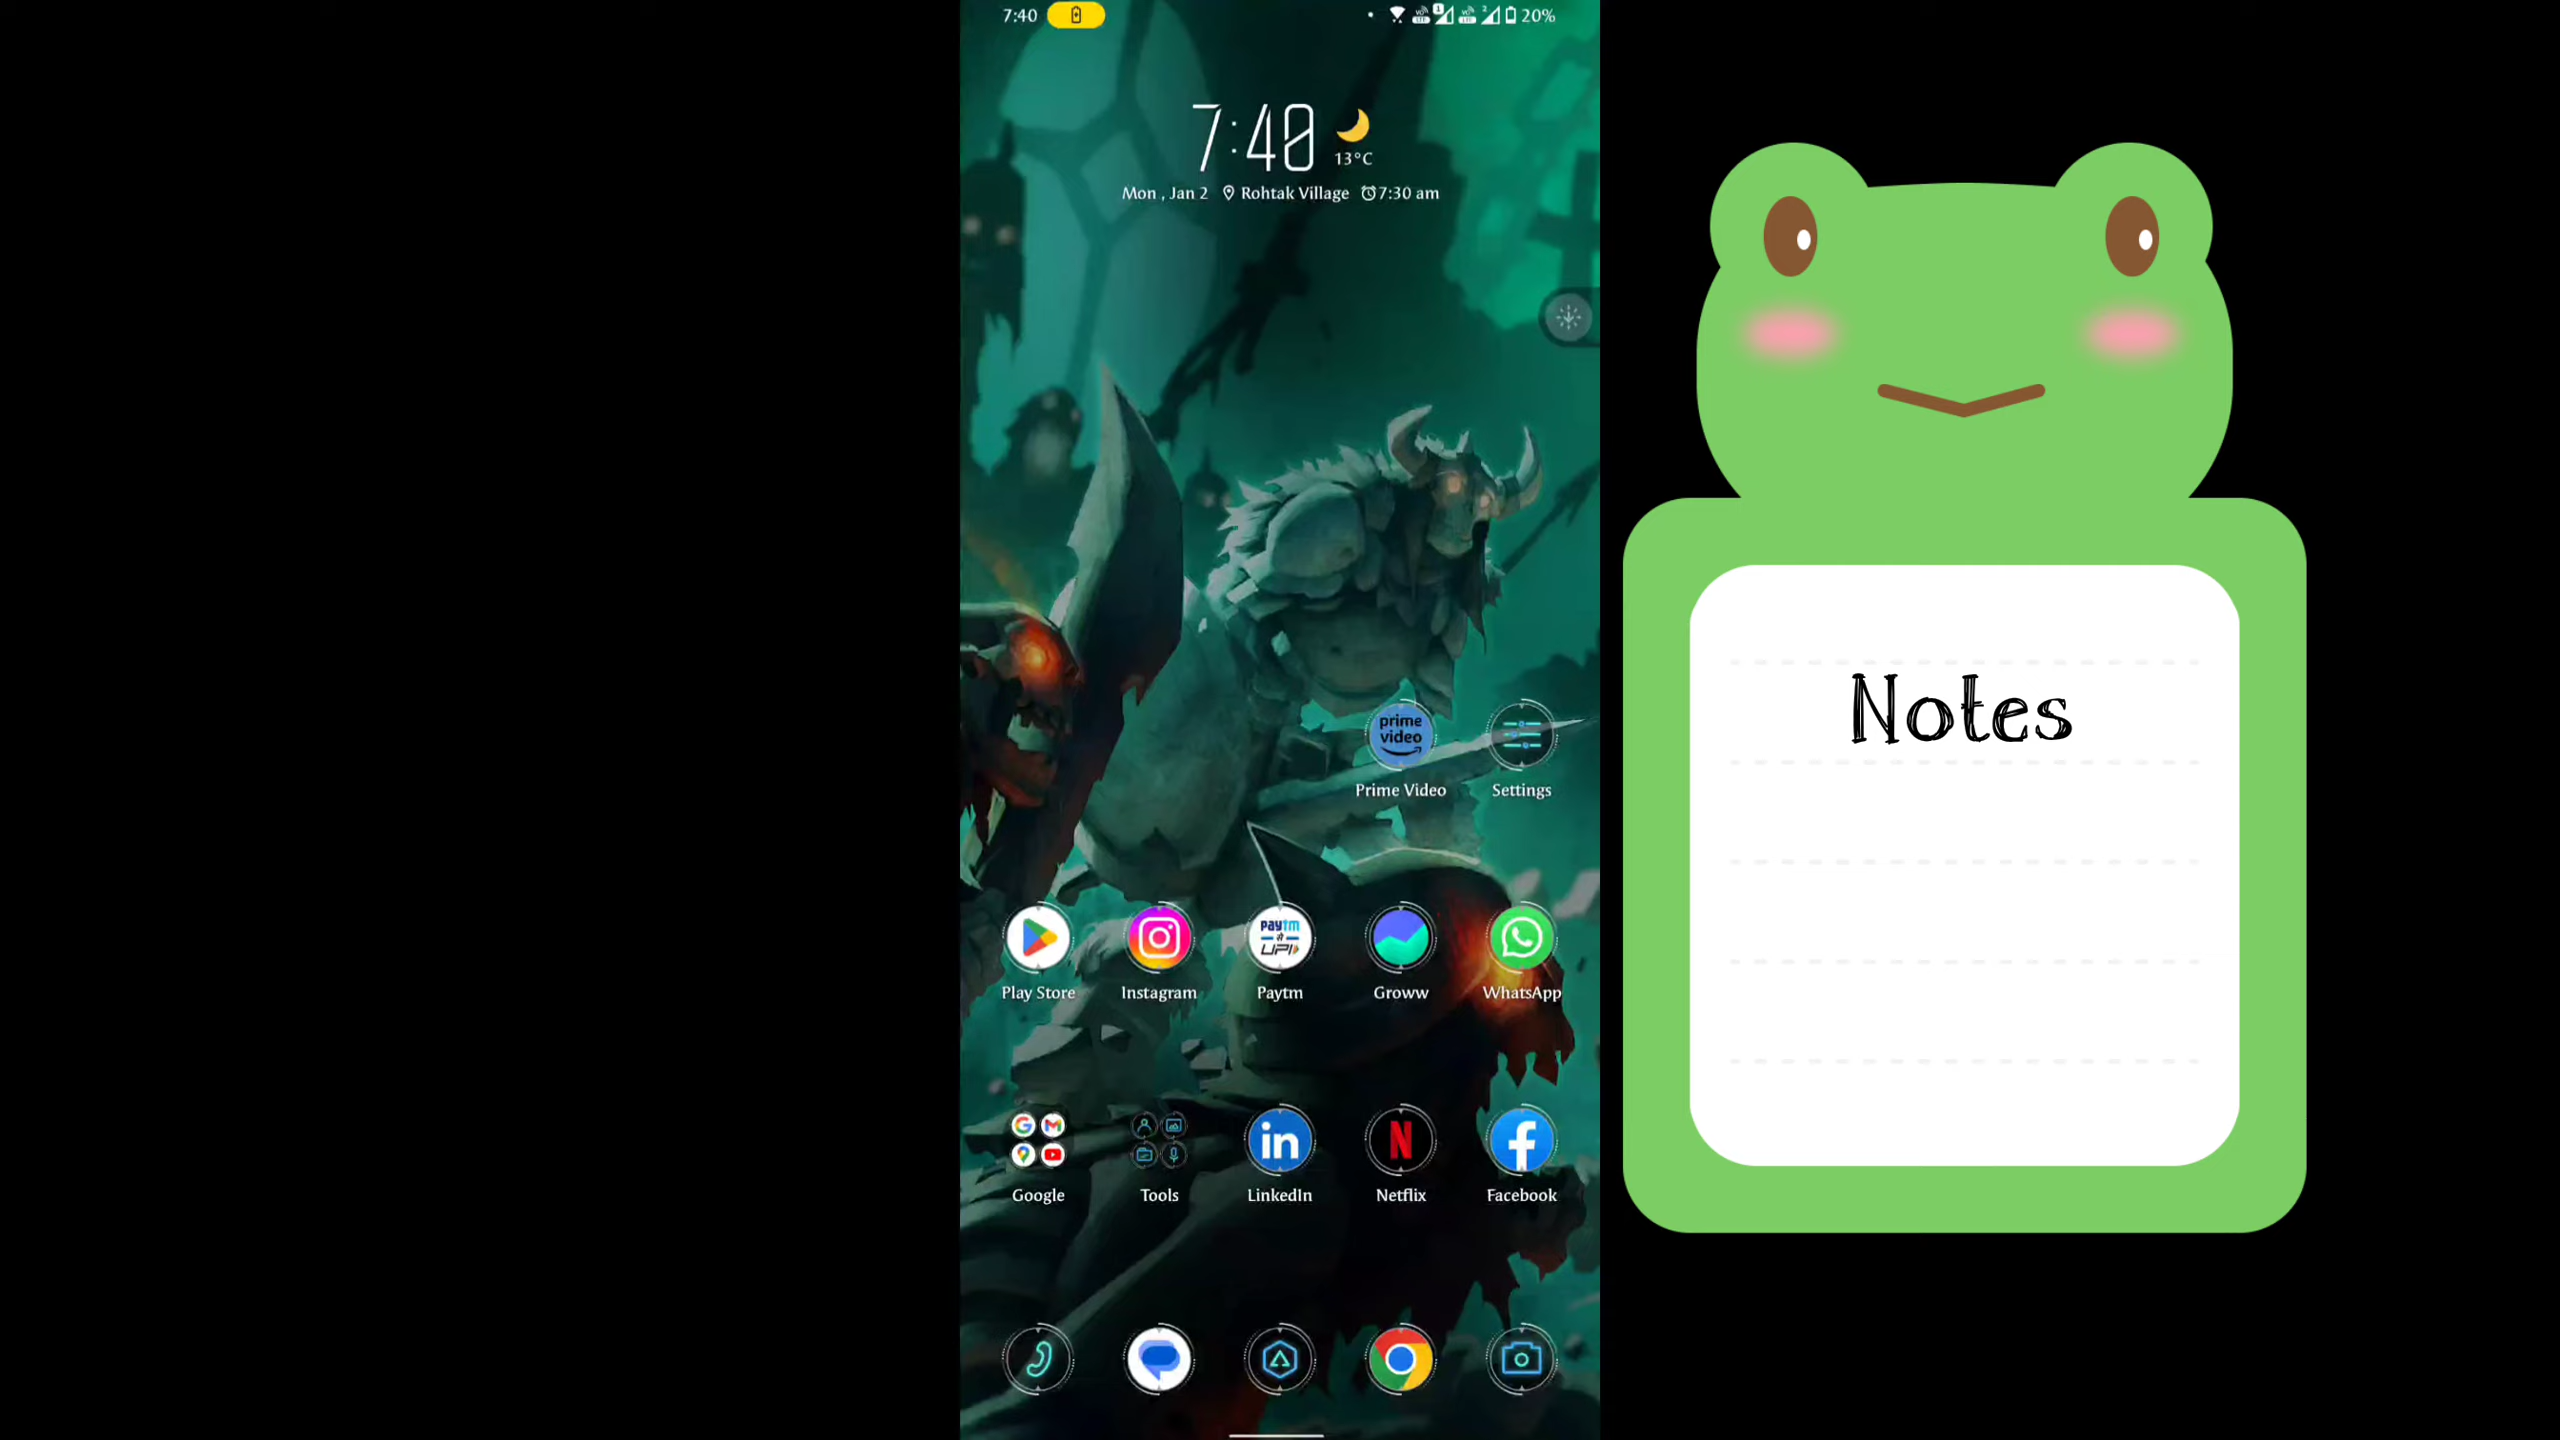 7:40
20%
7:40
13°C
Mon , Jan 2 Rohtak Village 7:30 am
prime video
Prime Video Settings
paytm से UPI
Play Store Instagram Paytm Groww WhatsApp
in N f
Google Tools LinkedIn Netflix Facebook
Notes